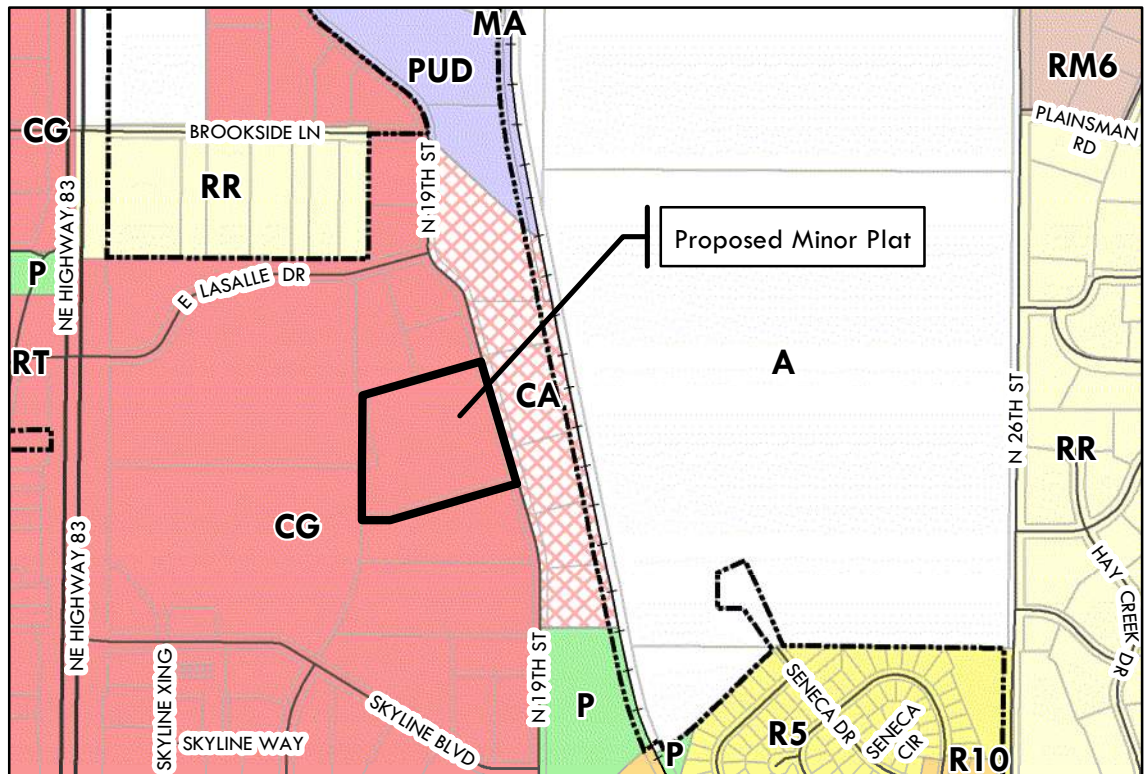 MA
PUD
RM6
CG
BROOKSIDE LN
PLAINSMAN
RD
RR
N 19TH ST
NE HIGHWAY 83
Proposed Minor Plat
P
E LASALLE DR
RT
CA
A
N 26TH ST
RR
CG
HAY CREEK DR
NE HIGHWAY 83
SKYLINE XING
N 19TH ST
SKYLINE BLVD
SKYLINE WAY
P
SENECA DR
SENECA
CIR
R5
P
R10